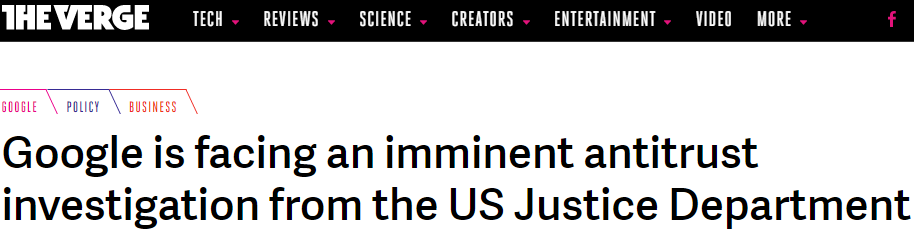 THE VERGE TECH REVIEWS SCIENCE CREATORS ENTERTAINMENT VIDEO MORE f
GOOGLE POLICY BUSINESS
Google is facing an imminent antitrust
investigation from the US Justice Department